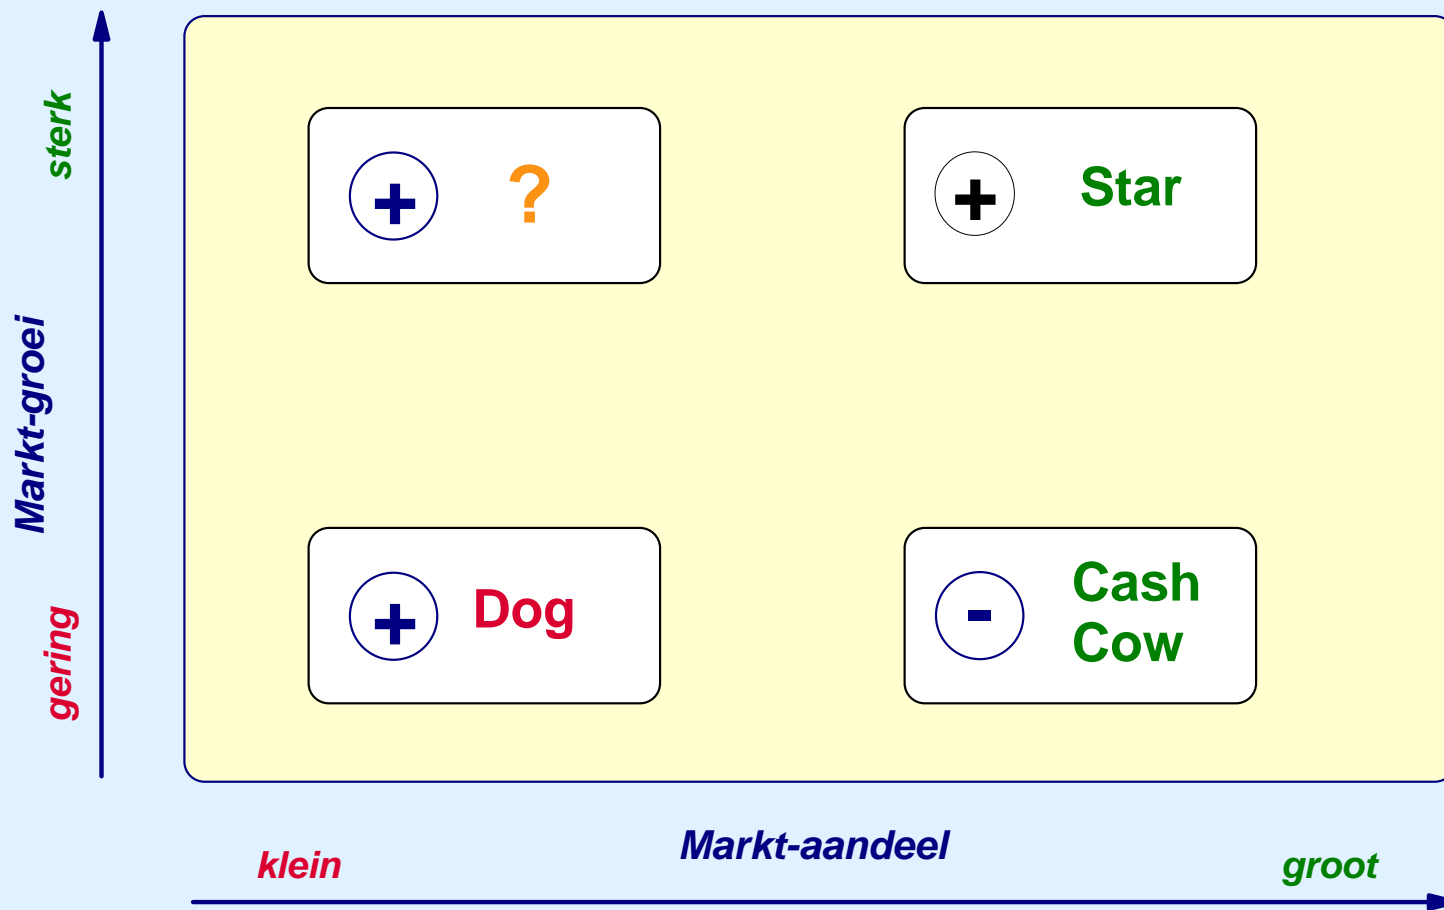 sterk
+ ?
+ Star
Markt-groei
gering
+ Dog
- Cash
Cow
Markt-aandeel
klein
groot